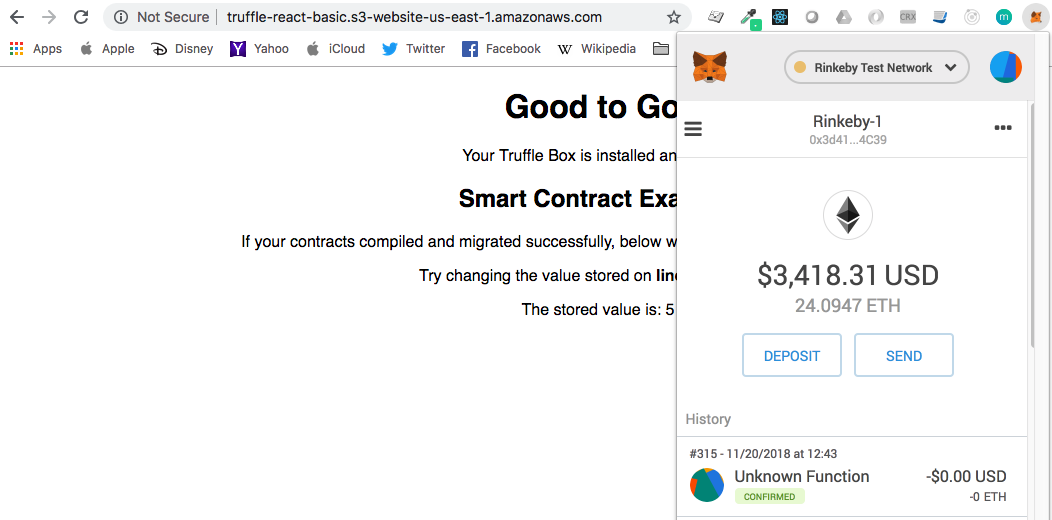 Not Secure truffle-react-basic.s3-website-us-east-1.amazonaws.com CRX m
Apps Apple Disney Yahoo iCloud Twitter Facebook Wikipedia
Good to Go
Your Truffle Box is installed an
Smart Contract Exa
If your contracts compiled and migrated successfully, below w
Try changing the value stored on line
The stored value is: 5
Rinkeby Test Network
Rinkeby-1
0x3d41...4C39
$3,418.31 USD
24.0947 ETH
DEPOSIT SEND
History
#315 - 11/20/2018 at 12:43
Unknown Function -$0.00 USD
CONFIRMED -0 ETH